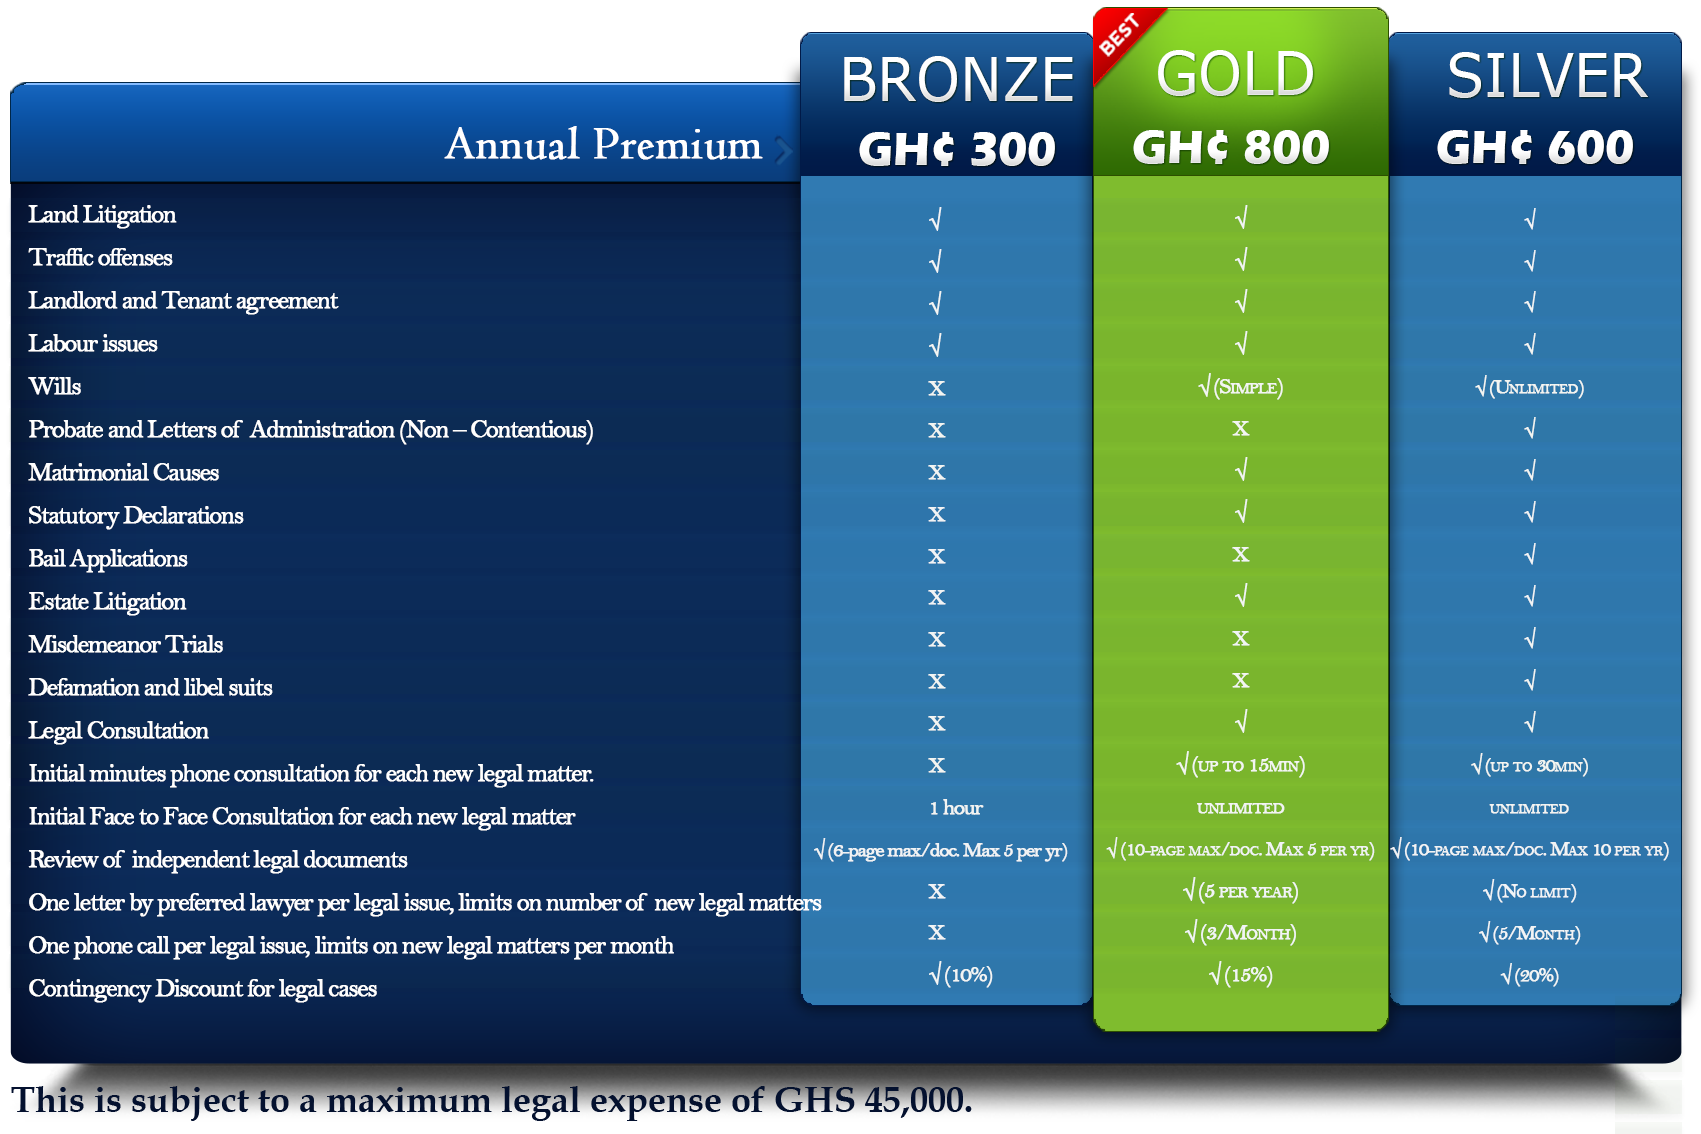 BRONZE BEST GOLD SILVER
Annual Premium GH₵ 300 GH₵ 800 GH₵ 600
Land Litigation √ √ √
Traffic offenses √ √ √
Landlord and Tenant agreement √ √ √
Labour issues √ √ √
Wills X √(Simple) √(Unlimited)
Probate and Letters of Administration (Non – Contentious) X X √
Matrimonial Causes X √ √
Statutory Declarations X √ √
Bail Applications X X √
Estate Litigation X √ √
Misdemeanor Trials X X √
Defamation and libel suits X X √
Legal Consultation X √ √
Initial minutes phone consultation for each new legal matter. X √(up to 15min) √(up to 30min)
Initial Face to Face Consultation for each new legal matter 1 hour unlimited unlimited
Review of independent legal documents √(6-page max/doc. Max 5 per yr) √(10-page max/doc. Max 5 per yr) √(10-page max/doc. Max 10 per yr)
One letter by preferred lawyer per legal issue, limits on number of new legal matters X √(5 per year) √(No limit)
One phone call per legal issue, limits on new legal matters per month X √(3/Month) √(5/Month)
Contingency Discount for legal cases √(10%) √(15%) √(20%)
This is subject to a maximum legal expense of GHS 45,000.